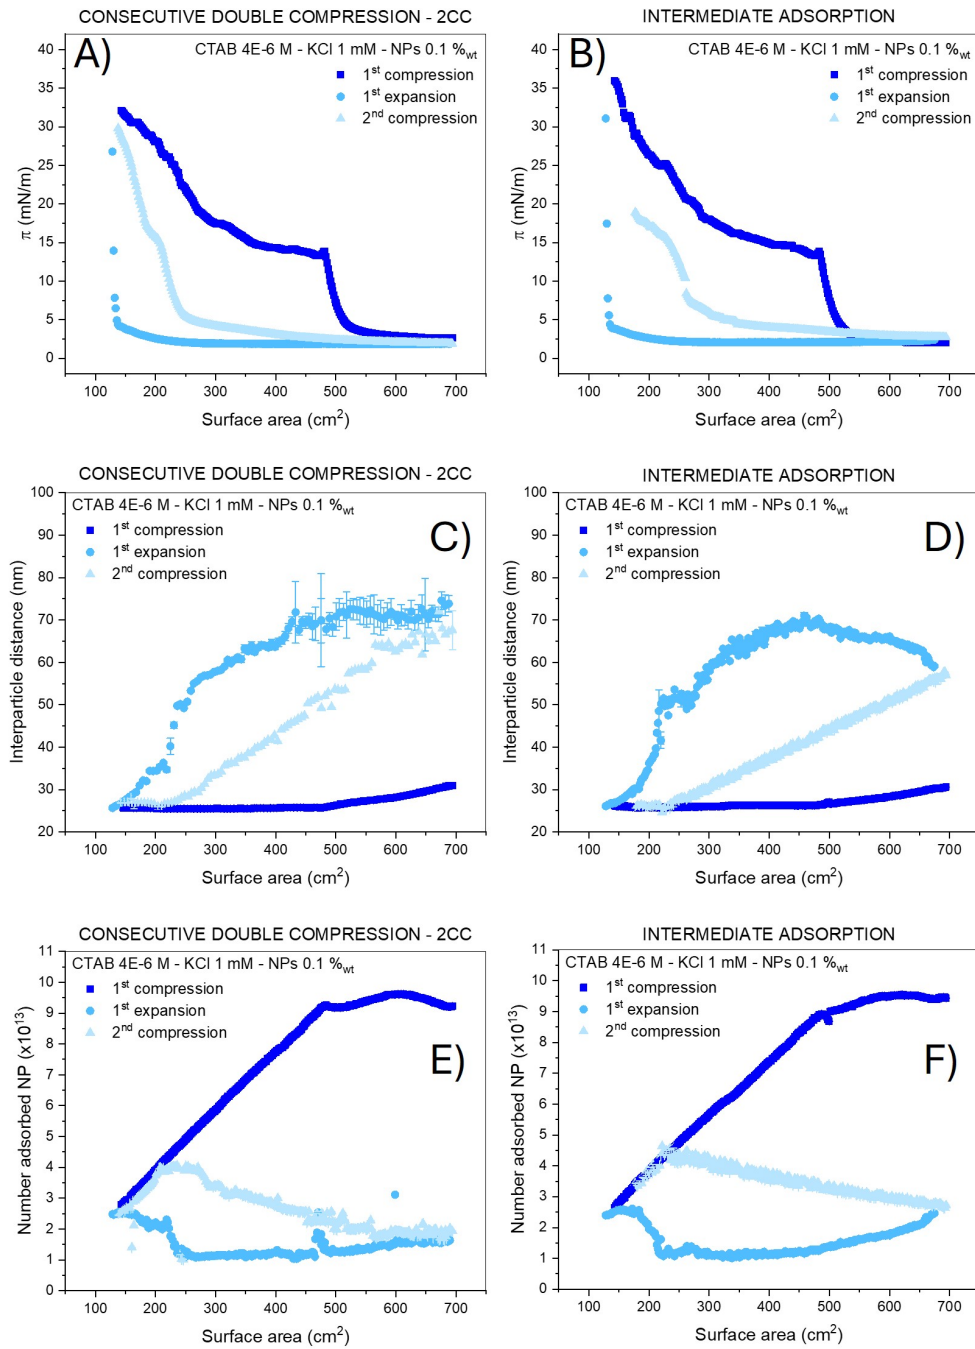 CONSECUTIVE DOUBLE COMPRESSION - 2CC
A)
CTAB 4E-6 M - KCl 1 mM - NPs 0.1 %wt
1st compression
1st expansion
2nd compression
40
35
30
25
20
15
10
5
0
π (mN/m)
100 200 300 400 500 600 700
Surface area (cm2)
INTERMEDIATE ADSORPTION
B)
CTAB 4E-6 M - KCl 1 mM - NPs 0.1 %wt
1st compression
1st expansion
2nd compression
40
35
30
25
20
15
10
5
0
π (mN/m)
100 200 300 400 500 600 700
Surface area (cm2)
CONSECUTIVE DOUBLE COMPRESSION - 2CC
CTAB 4E-6 M - KCl 1 mM - NPs 0.1 %wt
1st compression
1st expansion
2nd compression
C)
100
90
80
70
60
50
40
30
20
Interparticle distance (nm)
100 200 300 400 500 600 700
Surface area (cm2)
INTERMEDIATE ADSORPTION
CTAB 4E-6 M - KCl 1 mM - NPs 0.1 %wt
1st compression
1st expansion
2nd compression
D)
100
90
80
70
60
50
40
30
20
Interparticle distance (nm)
100 200 300 400 500 600 700
Surface area (cm2)
CONSECUTIVE DOUBLE COMPRESSION - 2CC
CTAB 4E-6 M - KCl 1 mM - NPs 0.1 %wt
1st compression
1st expansion
2nd compression
E)
11
10
9
8
7
6
5
4
3
2
1
0
Number adsorbed NP (x1013)
100 200 300 400 500 600 700
Surface area (cm2)
INTERMEDIATE ADSORPTION
CTAB 4E-6 M - KCl 1 mM - NPs 0.1 %wt
1st compression
1st expansion
2nd compression
F)
11
10
9
8
7
6
5
4
3
2
1
0
Number adsorbed NP (x1013)
100 200 300 400 500 600 700
Surface area (cm2)